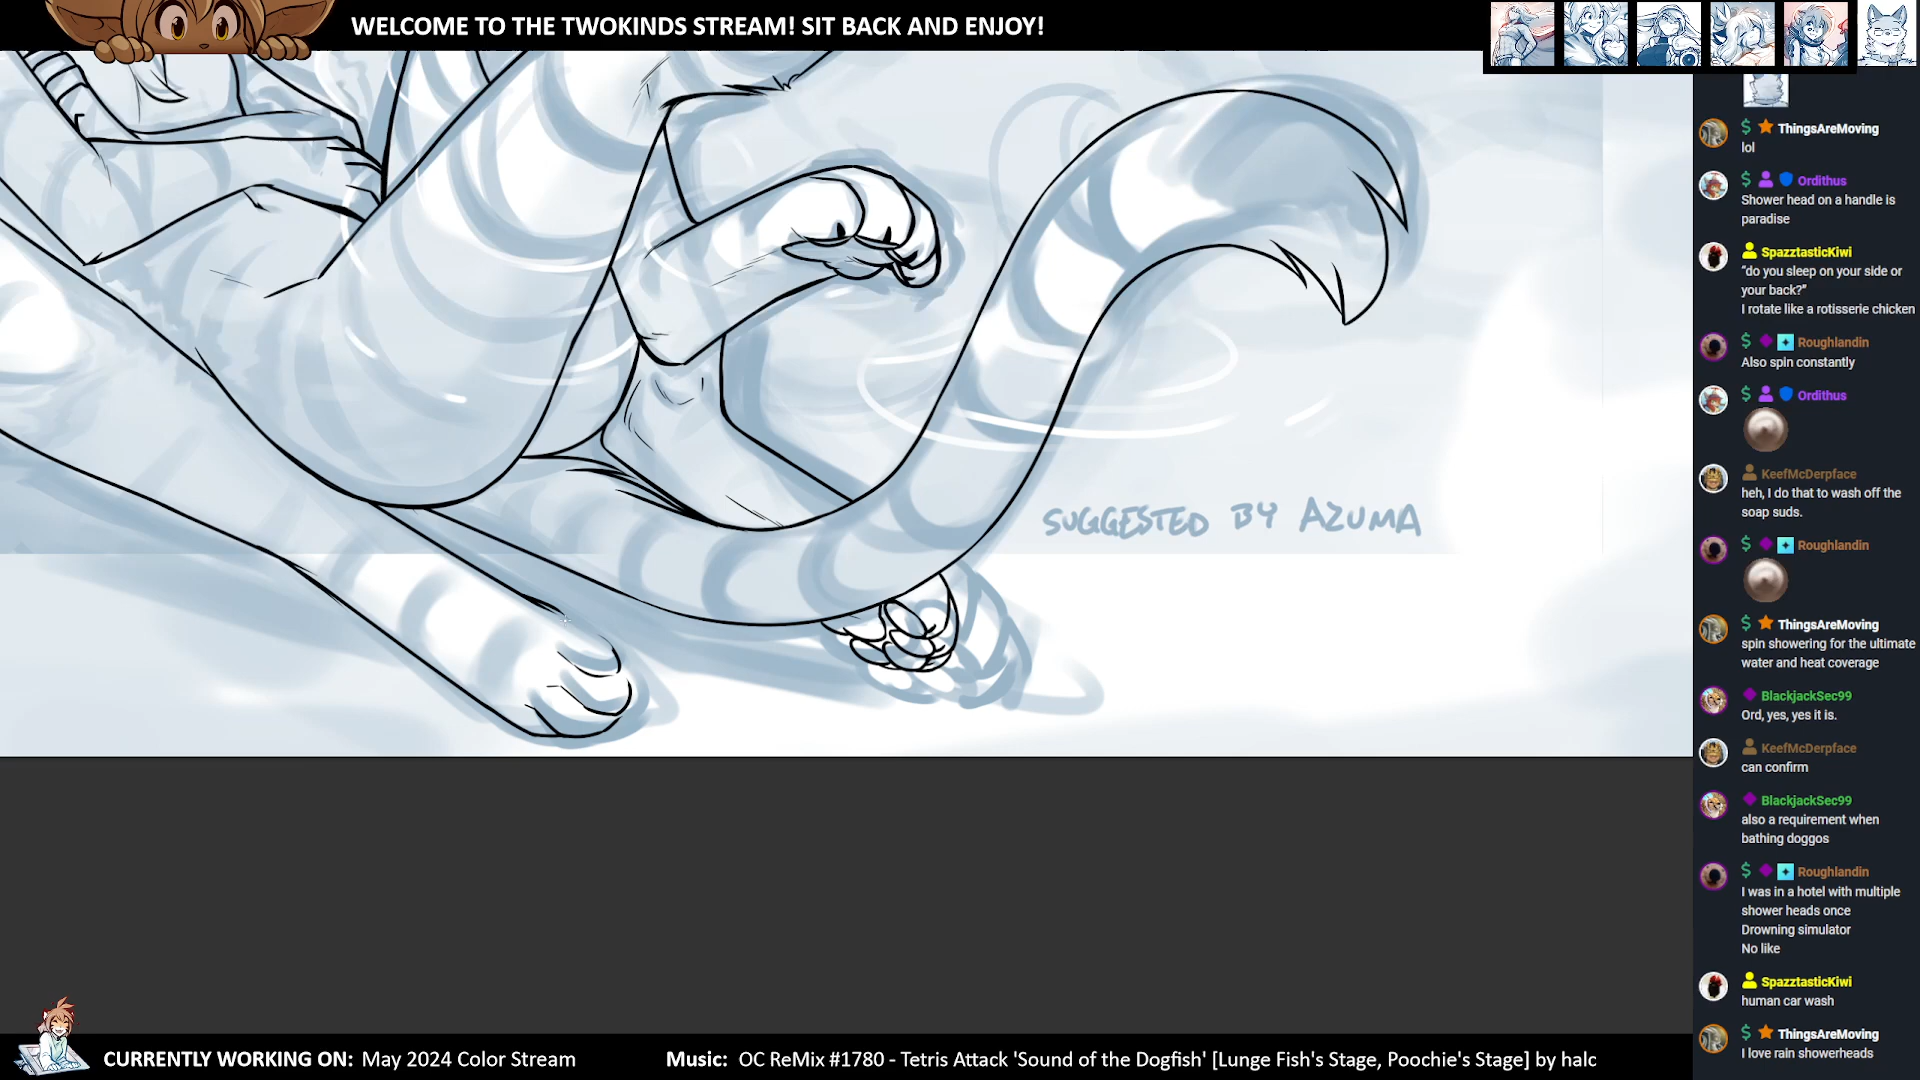 WELCOME TO THE TWOKINDS STREAM! SIT BACK AND ENJOY!
SUGGESTED BY AZUMA
ThingsAreMoving
lol
Ordithus
Shower head on a handle is
paradise
SpazztasticKiwi
“do you sleep on your side or
your back?”
I rotate like a rotisserie chicken
Roughlandin
Also spin constantly
Ordithus
KeefMcDerpface
heh, I do that to wash off the
soap suds.
Roughlandin
ThingsAreMoving
spin showering for the ultimate
water and heat coverage
BlackjackSec99
Ord, yes, yes it is.
KeefMcDerpface
can confirm
BlackjackSec99
also a requirement when
bathing doggos
Roughlandin
I was in a hotel with multiple
shower heads once
Drowning simulator
No like
SpazztasticKiwi
human car wash
ThingsAreMoving
I love rain showerheads
CURRENTLY WORKING ON: May 2024 Color Stream
Music: OC ReMix #1780 - Tetris Attack 'Sound of the Dogfish' [Lunge Fish's Stage, Poochie's Stage] by halc